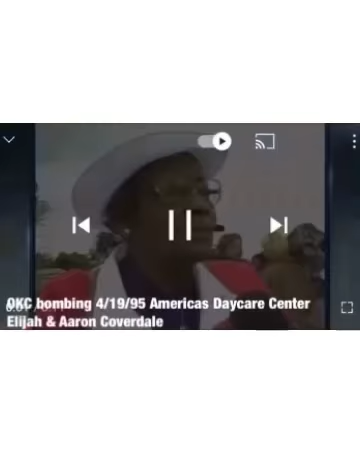 OKC bombing 4/19/95 Americas Daycare Center
Elijah & Aaron Coverdale